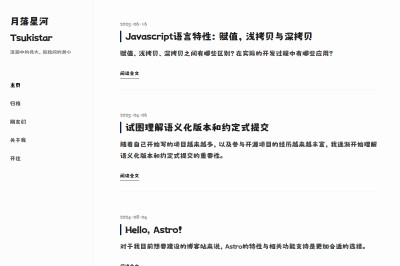 月落星河
Tsukistar
主页
归档
朋友们
关于我
开往
2025-06-16
Javascript语言特性：赋值，浅拷贝与深拷贝
赋值，浅拷贝、深拷贝之间有哪些区别？在实际的开发过程中有哪些应用？
阅读全文
试图理解语义化版本和约定式提交
随着自己开始写的项目越来越多，以及参与开源项目的经历越来越丰富，我逐渐开始理解
语义化版本和约定式提交的重要性。
阅读全文
Hello, Astro!
对于我目前想要建设的博客站来说，Astro的特性与相关功能支持是更加合适的选择。